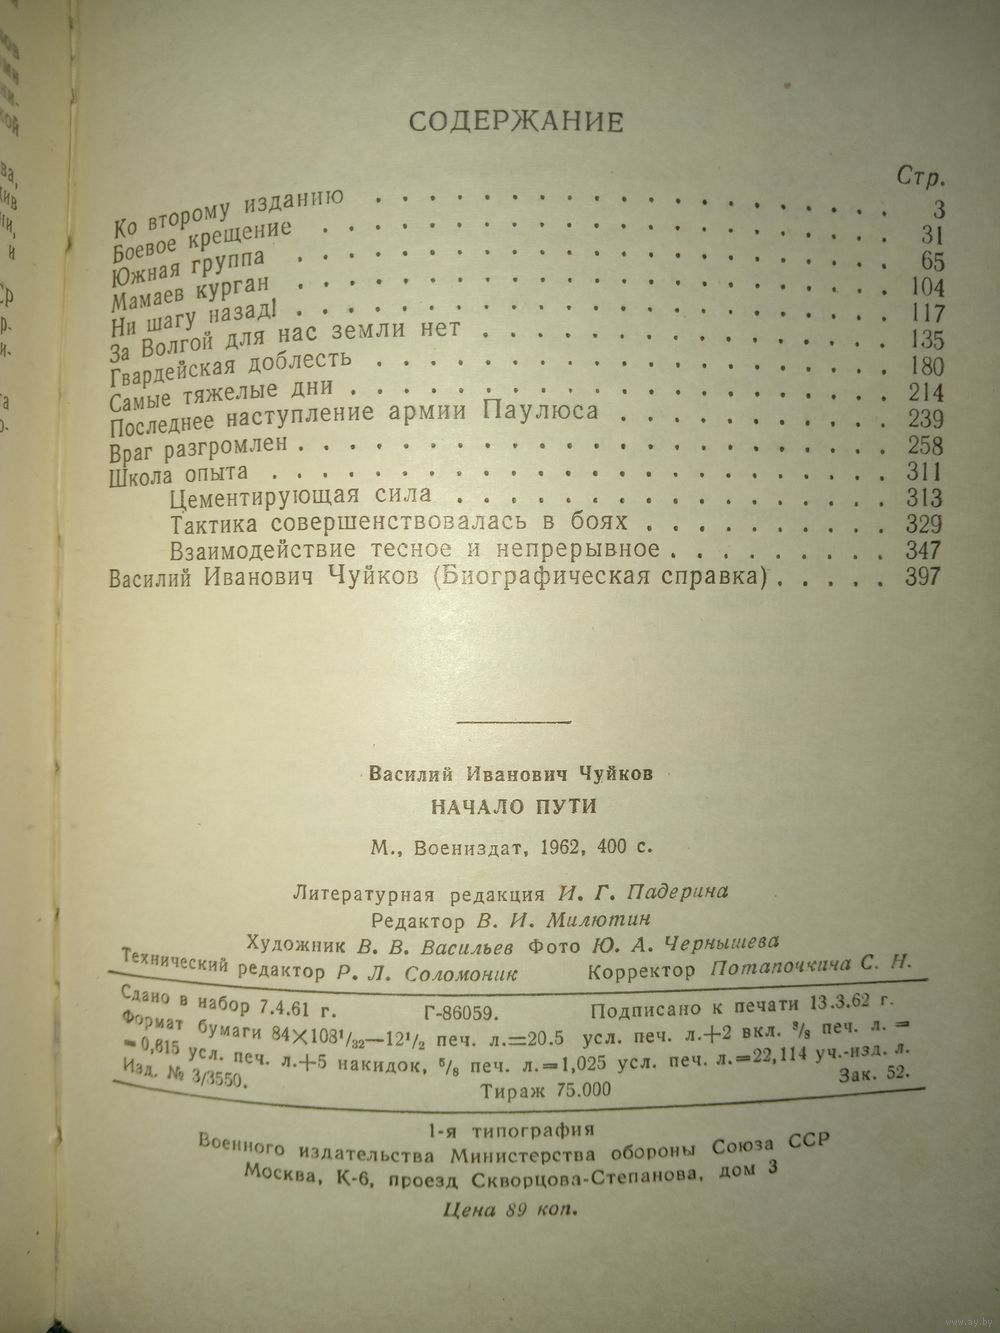 СОДЕРЖАНИЕ
Стр.
Ко второму изданию . . . . . . . . . . . . . . . . . . . . 3
Боевое крещение . . . . . . . . . . . . . . . . . . . . . . 31
Южная группа . . . . . . . . . . . . . . . . . . . . . . . 65
Мамаев курган . . . . . . . . . . . . . . . . . . . . . . . 104
Ни шагу назад! . . . . . . . . . . . . . . . . . . . . . . . 117
За Волгой для нас земли нет . . . . . . . . . . . . . . . . 135
Гвардейская доблесть . . . . . . . . . . . . . . . . . . . . 180
Самые тяжелые дни . . . . . . . . . . . . . . . . . . . . . 214
Последнее наступление армии Паулюса . . . . . . . . . . . 239
Враг разгромлен . . . . . . . . . . . . . . . . . . . . . . . 258
Школа опыта . . . . . . . . . . . . . . . . . . . . . . . . 311
Цементирующая сила . . . . . . . . . . . . . . . . . 313
Тактика совершенствовалась в боях . . . . . . . . . . 329
Взаимодействие тесное и непрерывное . . . . . . . . . 347
Василий Иванович Чуйков (Биографическая справка) . . . . . 397
Василий Иванович Чуйков
НАЧАЛО ПУТИ
М., Воениздат, 1962, 400 с.
Литературная редакция И. Г. Падерина
Редактор В. И. Милютин
Художник В. В. Васильев Фото Ю. А. Чернышева
Технический редактор Р. Л. Соломоник Корректор Потапочкина С. Н.
Сдано в набор 7.4.61 г. Г-86059. Подписано к печати 13.3.62 г.
Формат бумаги 84×108¹/₃₂—12¹/₂ печ. л.=20.5 усл. печ. л.+2 вкл. ³/₈ печ. л. =
= 0,615 усл. печ. л.+5 накидок, ⁵/₈ печ. л.=1,025 усл. печ. л.=22,114 уч.-изд. л.
Изд. № 3/3550. Тираж 75.000 Зак. 52.
1-я типография
Военного издательства Министерства обороны Союза ССР
Москва, К-6, проезд Скворцова-Степанова, дом 3
Цена 89 коп.
www.ay.by